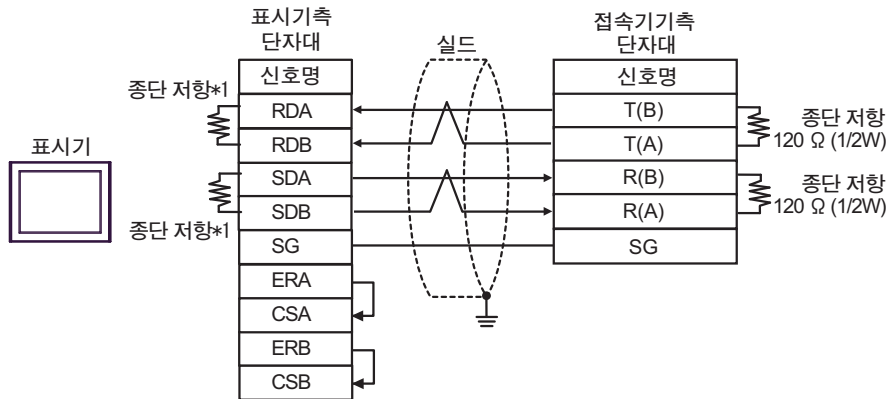 표시기측
단자대
신호명
RDA
RDB
SDA
SDB
SG
ERA
CSA
ERB
CSB
종단 저항*1
종단 저항*1
표시기
실드
접속기기측
단자대
신호명
T(B)
T(A)
R(B)
R(A)
SG
종단 저항
120 Ω (1/2W)
종단 저항
120 Ω (1/2W)